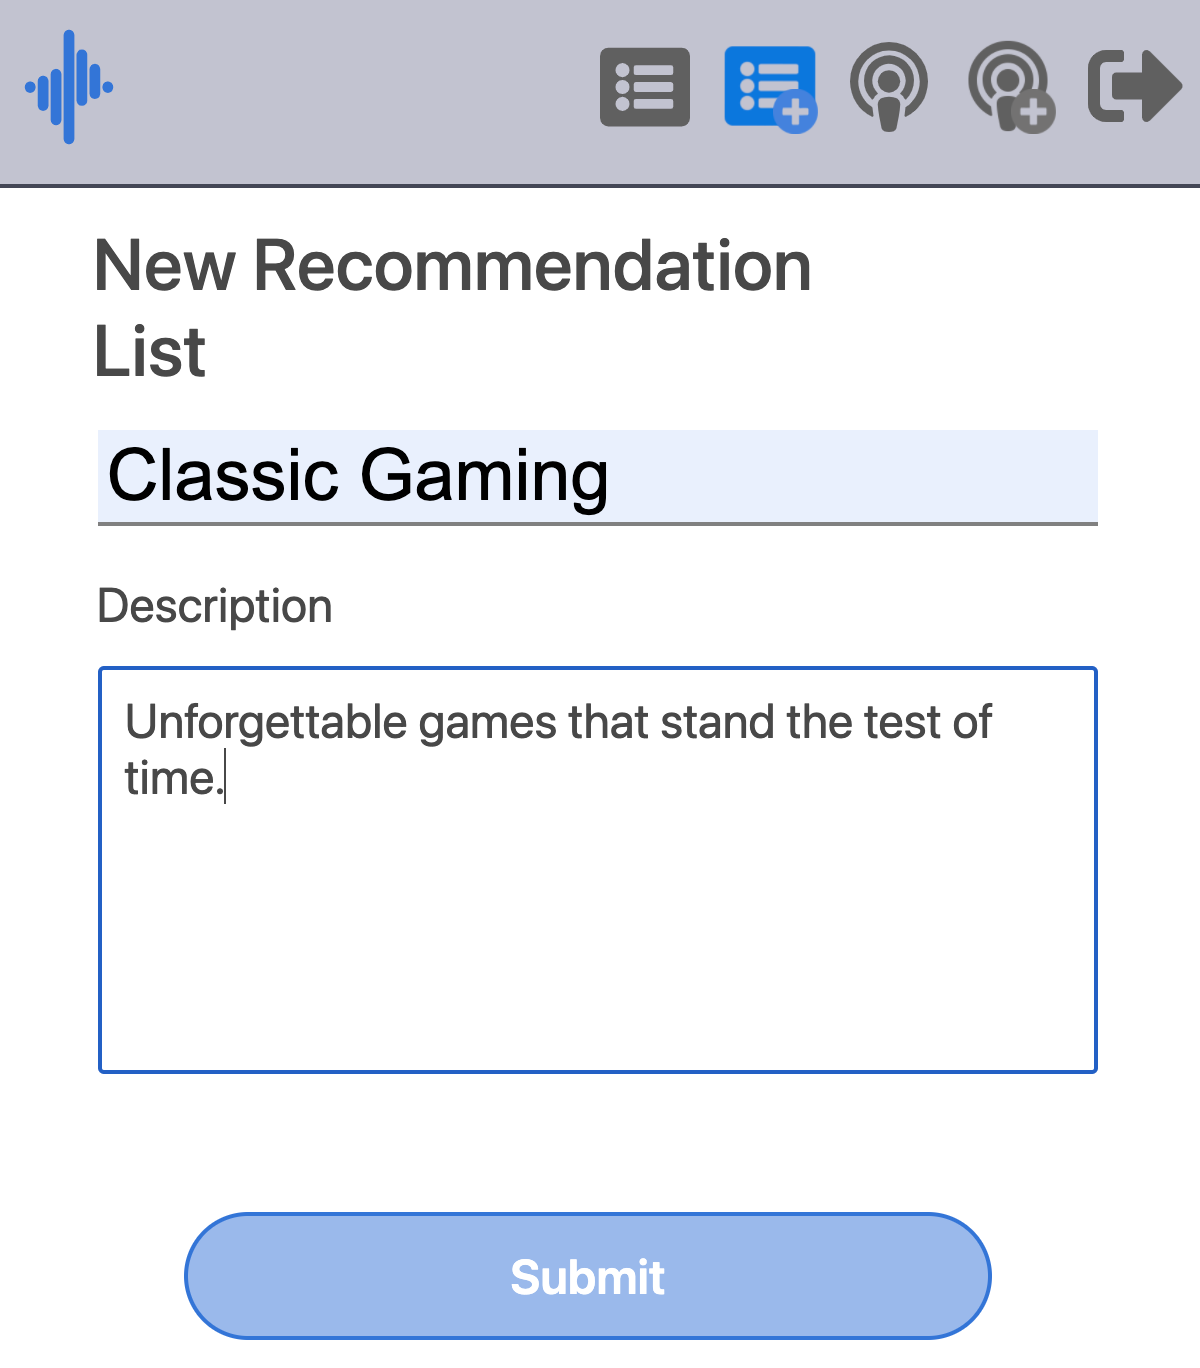 New Recommendation
List
Classic Gaming
Description
Unforgettable games that stand the test of
time.
Submit